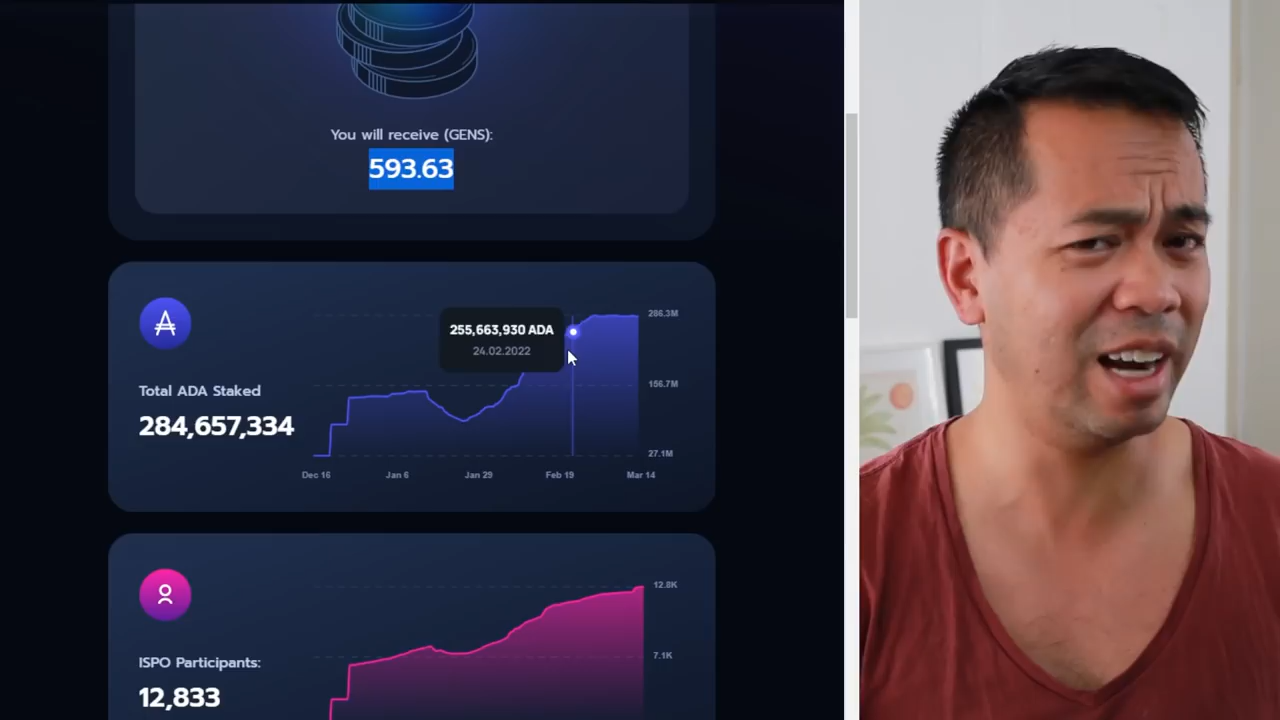 You will receive (GENS):
593.63
255,663,930 ADA
24.02.2022
286.3M
156.7M
27.1M
Total ADA Staked
284,657,334
Dec 16 Jan 6 Jan 29 Feb 19 Mar 14
12.8K
7.1K
ISPO Participants:
12,833